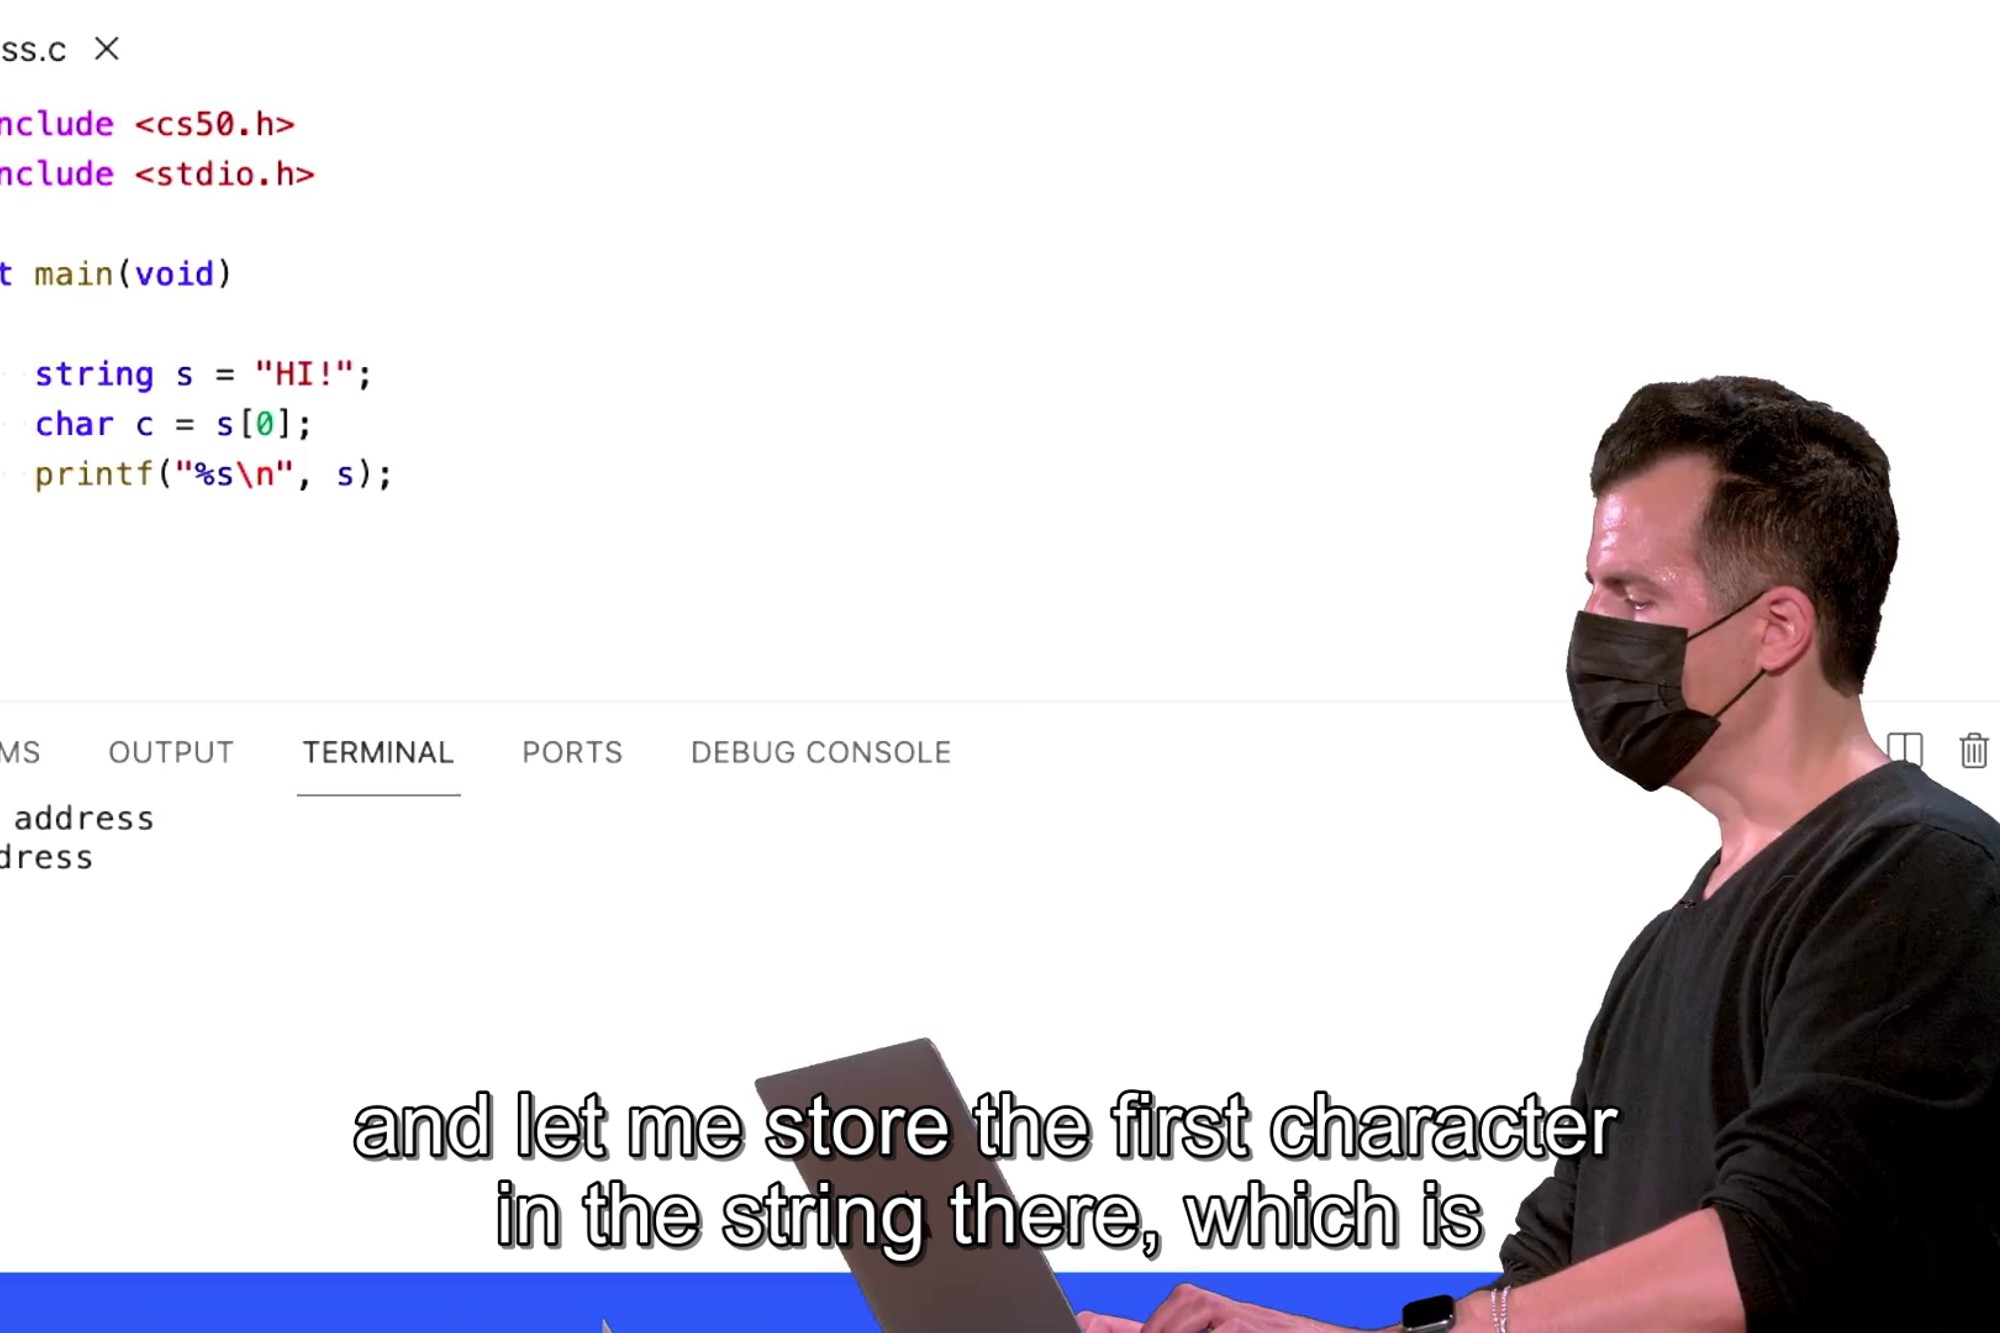 ss.c
nclude <cs50.h>
nclude <stdio.h>
t main(void)
string s = "HI!";
char c = s[0];
printf("%s\n", s);
MS OUTPUT TERMINAL PORTS DEBUG CONSOLE
address
dress
and let me store the first character
in the string there, which is